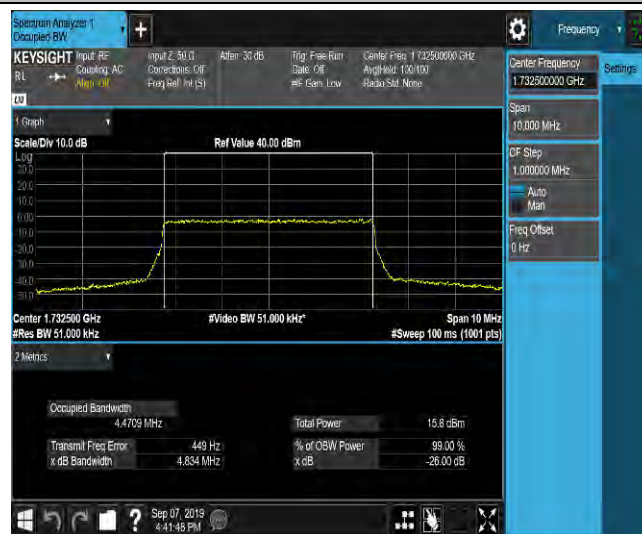 Spectrum Analyzer 1
Occupied BW
Frequency
KEYSIGHT
RL
Input: RF
Coupling: AC
Align: Off
Input Z: 50 Ω
Corrections: Off
Freq Ref: Int (S)
Atten: 30 dB
Trig: Free Run
Gate: Off
#IF Gain: Low
Center Freq: 1.732500000 GHz
Avg|Hold: 100/100
Radio Std: None
LW
Center Frequency
1.732500000 GHz
Settings
Span
10.000 MHz
CF Step
1.000000 MHz
Auto
Man
Freq Offset
0 Hz
1 Graph
Scale/Div 10.0 dB
Ref Value 40.00 dBm
Log
30.0
20.0
10.0
0.00
-10.0
-20.0
-30.0
-40.0
-50.0
Center 1.732500 GHz
#Video BW 51.000 kHz*
Span 10 MHz
#Res BW 51.000 kHz
#Sweep 100 ms (1001 pts)
2 Metrics
Occupied Bandwidth
4.4709 MHz
Total Power
15.8 dBm
Transmit Freq Error
449 Hz
% of OBW Power
99.00 %
x dB Bandwidth
4.834 MHz
x dB
-26.00 dB
Sep 07, 2019
4:41:48 PM